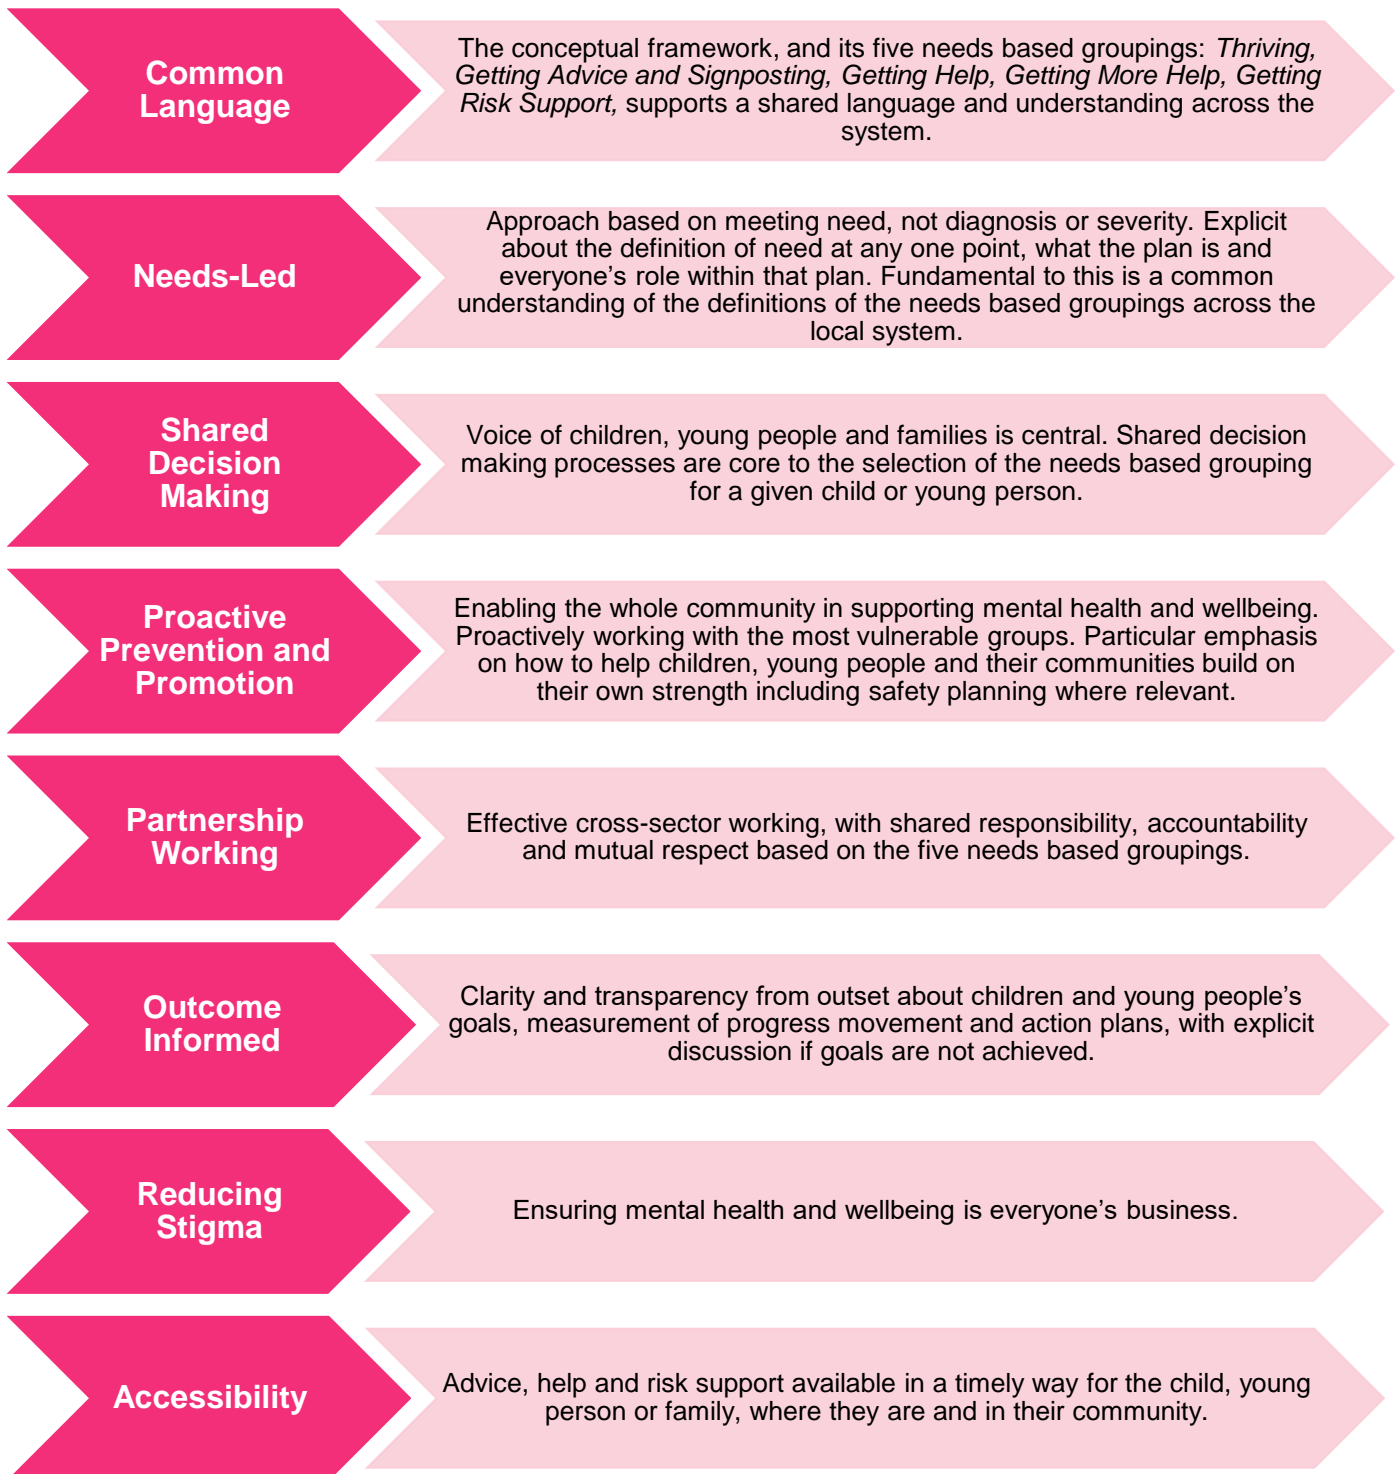 Common
Language
The conceptual framework, and its five needs based groupings: Thriving,
Getting Advice and Signposting, Getting Help, Getting More Help, Getting
Risk Support, supports a shared language and understanding across the
system.
Needs-Led
Approach based on meeting need, not diagnosis or severity. Explicit
about the definition of need at any one point, what the plan is and
everyone’s role within that plan. Fundamental to this is a common
understanding of the definitions of the needs based groupings across the
local system.
Shared
Decision
Making
Voice of children, young people and families is central. Shared decision
making processes are core to the selection of the needs based grouping
for a given child or young person.
Proactive
Prevention and
Promotion
Enabling the whole community in supporting mental health and wellbeing.
Proactively working with the most vulnerable groups. Particular emphasis
on how to help children, young people and their communities build on
their own strength including safety planning where relevant.
Partnership
Working
Effective cross-sector working, with shared responsibility, accountability
and mutual respect based on the five needs based groupings.
Outcome
Informed
Clarity and transparency from outset about children and young people’s
goals, measurement of progress movement and action plans, with explicit
discussion if goals are not achieved.
Reducing
Stigma
Ensuring mental health and wellbeing is everyone’s business.
Accessibility
Advice, help and risk support available in a timely way for the child, young
person or family, where they are and in their community.